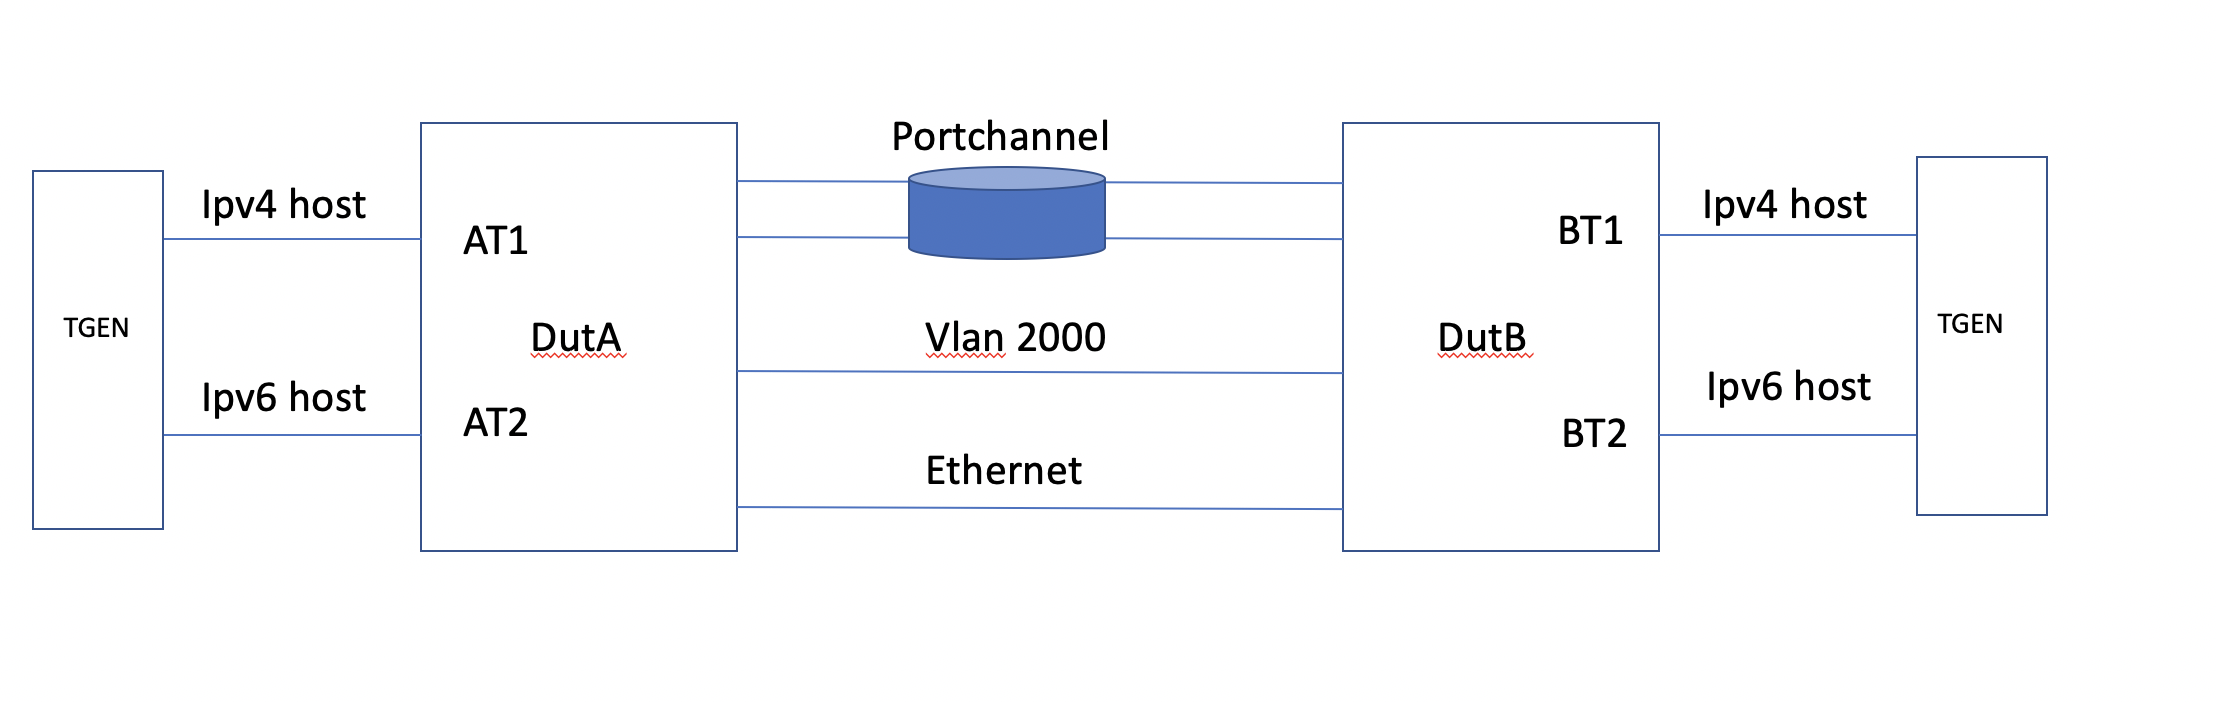 Portchannel
Ipv4 host
Ipv4 host
AT1
BT1
TGEN
DutA
Vlan 2000
DutB
TGEN
Ipv6 host
Ipv6 host
AT2
BT2
Ethernet